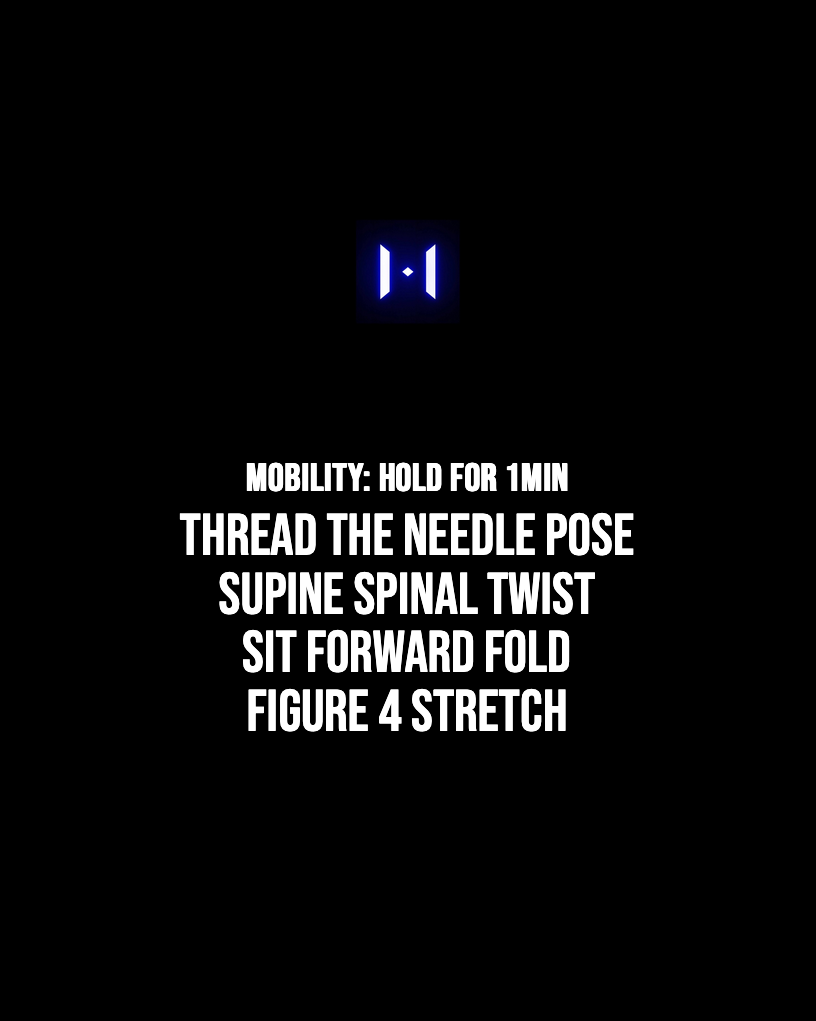 MOBILITY: HOLD FOR 1MIN
THREAD THE NEEDLE POSE
SUPINE SPINAL TWIST
SIT FORWARD FOLD
FIGURE 4 STRETCH